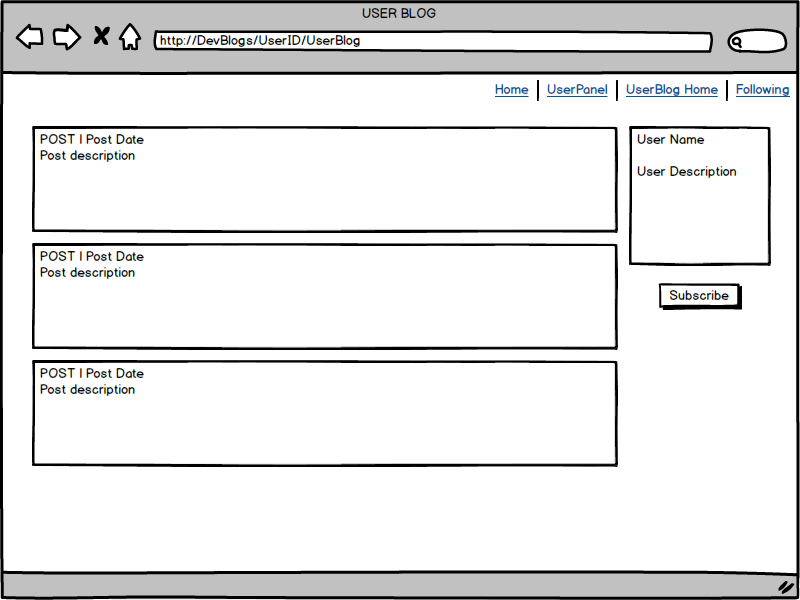 USER BLOG
http://DevBlogs/UserID/UserBlog
Home | UserPanel | UserBlog Home | Following
POST | Post Date
Post description
POST | Post Date
Post description
POST | Post Date
Post description
User Name
User Description
Subscribe